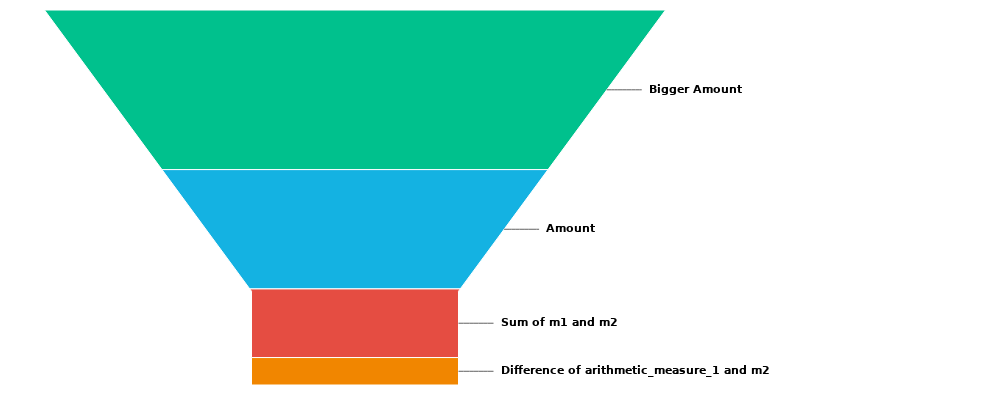 Bigger Amount
Amount
Sum of m1 and m2
Difference of arithmetic_measure_1 and m2